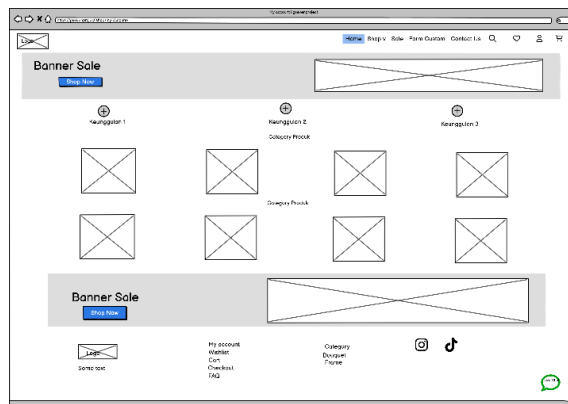 Logo
Home Shop v Sale Form Custom Contact Us
Banner Sale
Shop Now
Keunggulan 1
Keunggulan 2
Keunggulan 3
Category Produk
Category Produk
Banner Sale
Shop Now
Logo
Some text
My account
Wishlist
Cart
Checkout
FAQ
Category
Bouquet
Frame